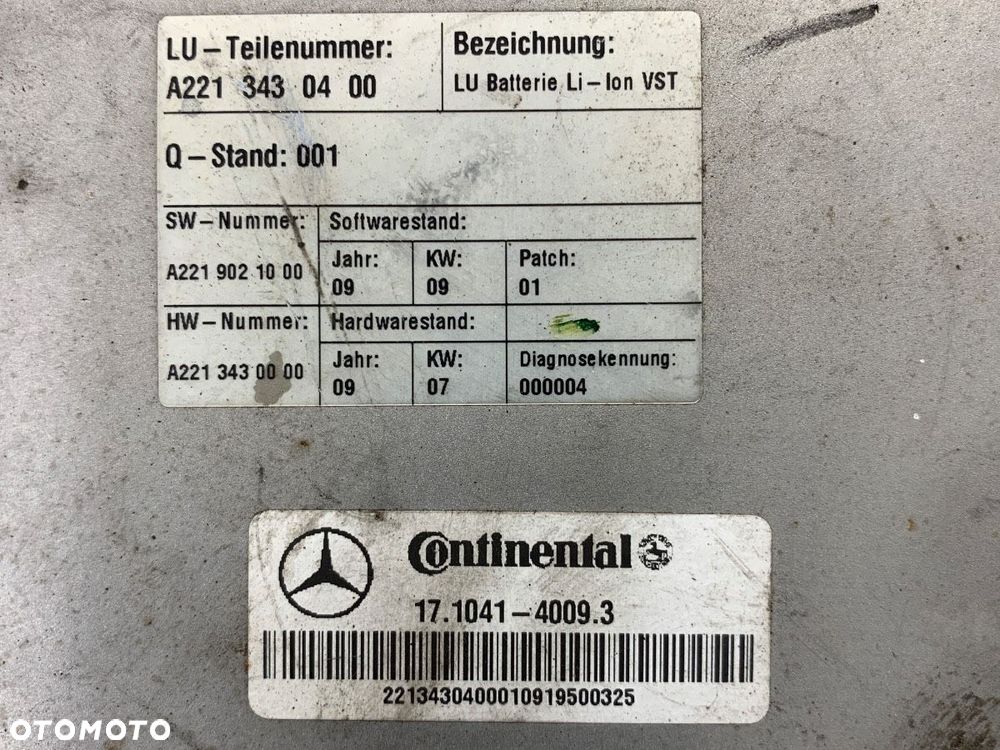 LU-Teilenummer:
A221 343 04 00
Bezeichnung:
LU Batterie Li-Ion VST
Q-Stand: 001
SW-Nummer:
A221 902 10 00
Softwarestand:
Jahr:
09
KW:
09
Patch:
01
HW-Nummer:
A221 343 00 00
Hardwarestand:
Jahr:
09
KW:
07
Diagnosekennung:
000004
Continental
17.1041-4009.3
2213430400010919500325
OTOMOTO